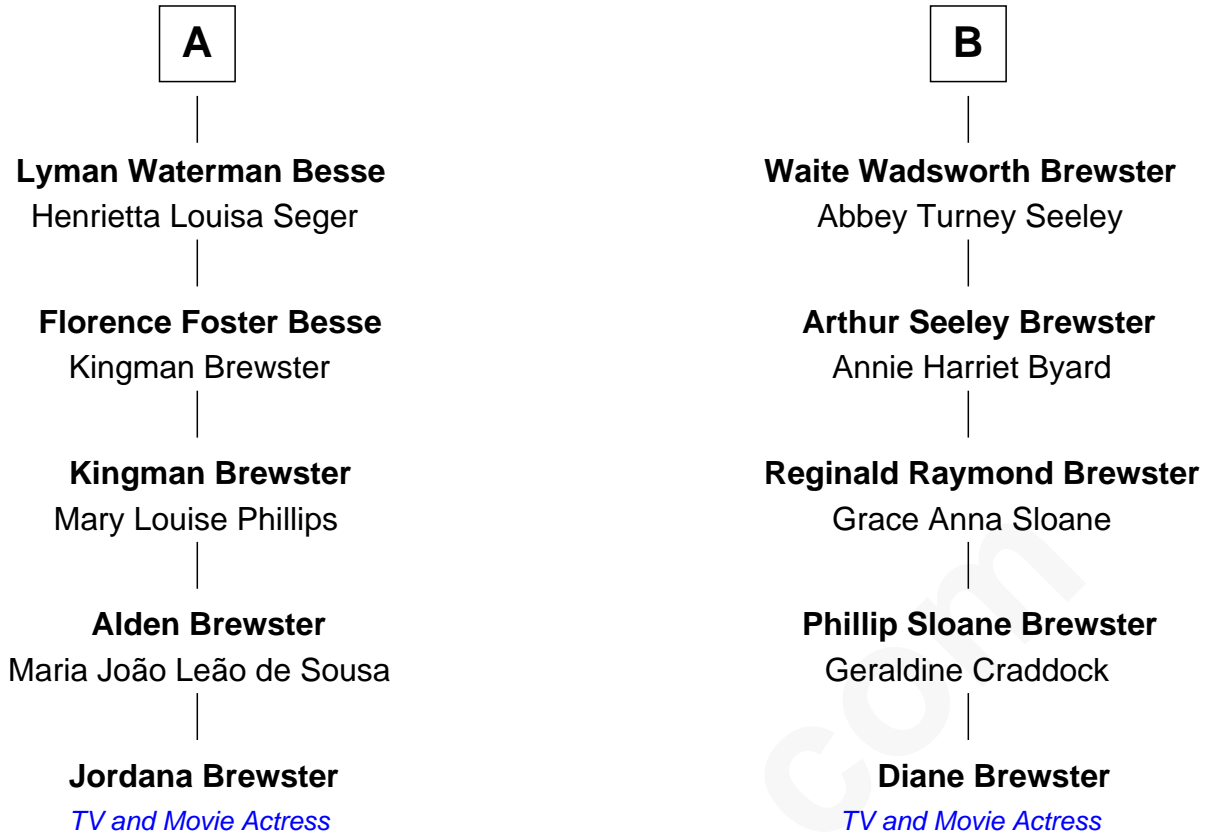 A
Lyman Waterman Besse
Henrietta Louisa Seger
Florence Foster Besse
Kingman Brewster
Kingman Brewster
Mary Louise Phillips
Alden Brewster
Maria João Leão de Sousa
Jordana Brewster
TV and Movie Actress
B
Waite Wadsworth Brewster
Abbey Turney Seeley
Arthur Seeley Brewster
Annie Harriet Byard
Reginald Raymond Brewster
Grace Anna Sloane
Phillip Sloane Brewster
Geraldine Craddock
Diane Brewster
TV and Movie Actress
com